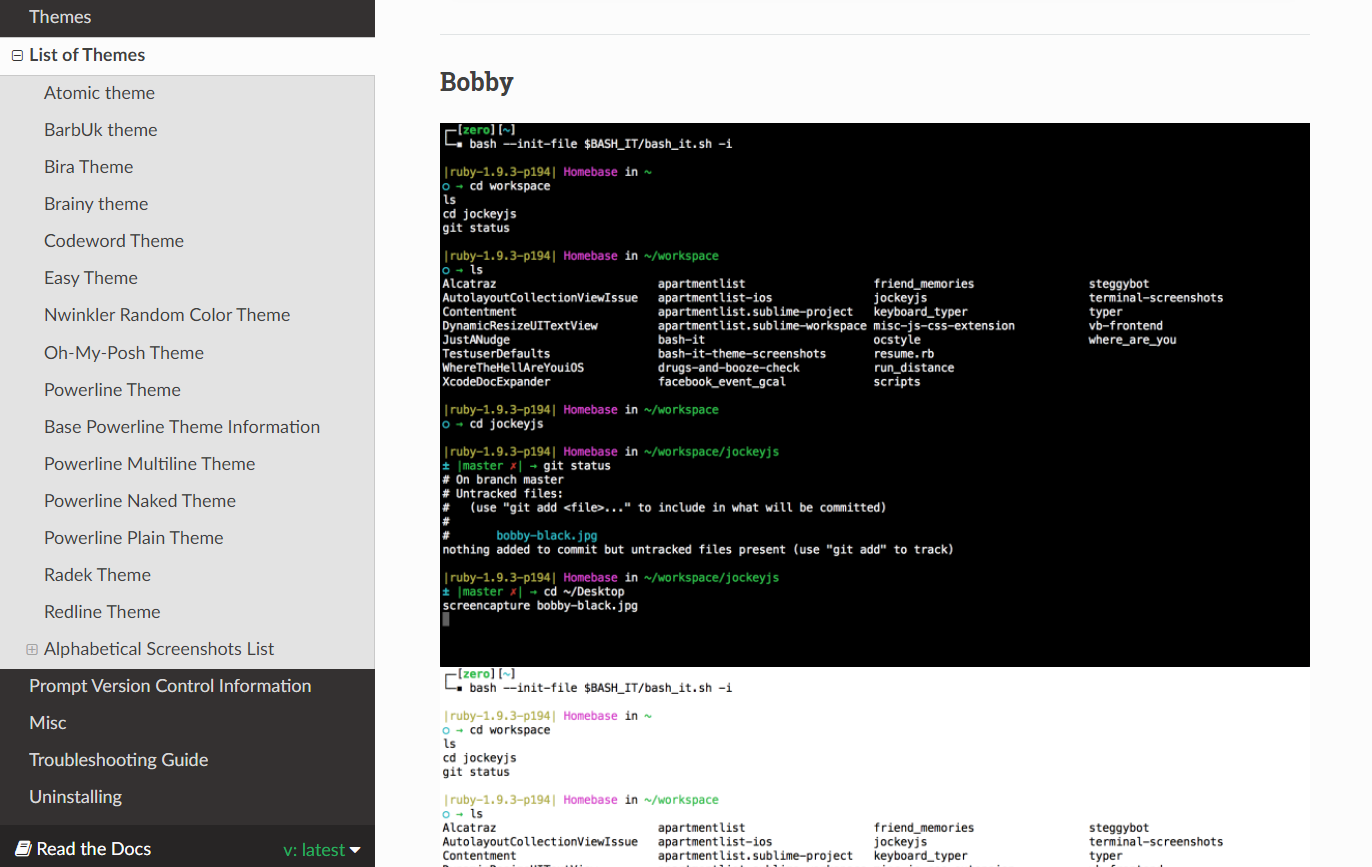 Themes
List of Themes
Atomic theme
BarbUk theme
Bira Theme
Brainy theme
Codeword Theme
Easy Theme
Nwinkler Random Color Theme
Oh-My-Posh Theme
Powerline Theme
Base Powerline Theme Information
Powerline Multiline Theme
Powerline Naked Theme
Powerline Plain Theme
Radek Theme
Redline Theme
Alphabetical Screenshots List
Prompt Version Control Information
Misc
Troubleshooting Guide
Uninstalling
Read the Docs v: latest
Bobby
[zero][~]
bash --init-file $BASH_IT/bash_it.sh -i
|ruby-1.9.3-p194| Homebase in ~
○ → cd workspace
ls
cd jockeyjs
git status
|ruby-1.9.3-p194| Homebase in ~/workspace
○ → ls
Alcatraz apartmentlist friend_memories steggybot
AutolayoutCollectionViewIssue apartmentlist-ios jockeyjs terminal-screenshots
Contentment apartmentlist.sublime-project keyboard_typer typer
DynamicResizeUITextView apartmentlist.sublime-workspace misc-js-css-extension vb-frontend
JustANudge bash-it ocstyle where_are_you
TestuserDefaults bash-it-theme-screenshots resume.rb
WhereTheHellAreYouiOS drugs-and-booze-check run_distance
XcodeDocExpander facebook_event_gcal scripts
|ruby-1.9.3-p194| Homebase in ~/workspace
○ → cd jockeyjs
|ruby-1.9.3-p194| Homebase in ~/workspace/jockeyjs
± |master ✗| → git status
# On branch master
# Untracked files:
# (use "git add <file>..." to include in what will be committed)
#
# bobby-black.jpg
nothing added to commit but untracked files present (use "git add" to track)
|ruby-1.9.3-p194| Homebase in ~/workspace/jockeyjs
± |master ✗| → cd ~/Desktop
screencapture bobby-black.jpg
[zero][~]
bash --init-file $BASH_IT/bash_it.sh -i
|ruby-1.9.3-p194| Homebase in ~
○ → cd workspace
ls
cd jockeyjs
git status
|ruby-1.9.3-p194| Homebase in ~/workspace
○ → ls
Alcatraz apartmentlist friend_memories steggybot
AutolayoutCollectionViewIssue apartmentlist-ios jockeyjs terminal-screenshots
Contentment apartmentlist.sublime-project keyboard_typer typer